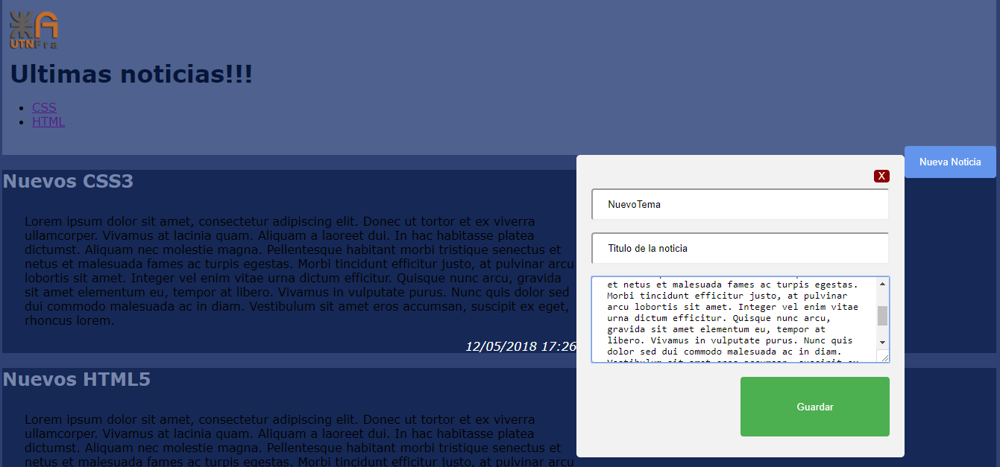 UTNFra
Ultimas noticias!!!
CSS
HTML
Nueva Noticia
Nuevos CSS3
Lorem ipsum dolor sit amet, consectetur adipiscing elit. Donec ut tortor et ex viverra
ullamcorper. Vivamus at lacinia quam. Aliquam a laoreet dui. In hac habitasse platea
dictumst. Aliquam nec molestie magna. Pellentesque habitant morbi tristique senectus et
netus et malesuada fames ac turpis egestas. Morbi tincidunt efficitur justo, at pulvinar arcu
lobortis sit amet. Integer vel enim vitae urna dictum efficitur. Quisque nunc arcu, gravida
sit amet elementum eu, tempor at libero. Vivamus in vulputate purus. Nunc quis dolor sed
dui commodo malesuada ac in diam. Vestibulum sit amet eros accumsan, suscipit ex eget,
rhoncus lorem.
12/05/2018 17:26
Nuevos HTML5
Lorem ipsum dolor sit amet, consectetur adipiscing elit. Donec ut tortor et ex viverra
ullamcorper. Vivamus at lacinia quam. Aliquam a laoreet dui. In hac habitasse platea
dictumst. Aliquam nec molestie magna. Pellentesque habitant morbi tristique senectus et
netus et malesuada fames ac turpis egestas. Morbi tincidunt efficitur justo, at pulvinar arcu
X
NuevoTema
Titulo de la noticia
et netus et malesuada fames ac turpis egestas.
Morbi tincidunt efficitur justo, at pulvinar
arcu lobortis sit amet. Integer vel enim vitae
urna dictum efficitur. Quisque nunc arcu,
gravida sit amet elementum eu, tempor at
libero. Vivamus in vulputate purus. Nunc quis
dolor sed dui commodo malesuada ac in diam.
Vestibulum sit amet eros accumsan, suscipit ex
Guardar